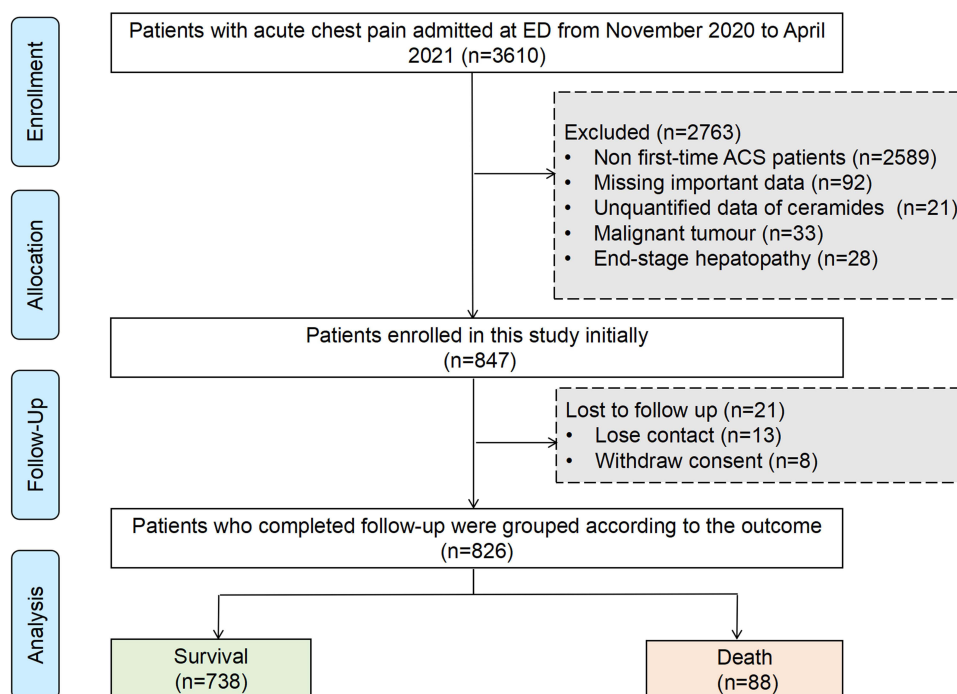 Enrollment
Allocation
Follow-Up
Analysis
Patients with acute chest pain admitted at ED from November 2020 to April
2021 (n=3610)
Excluded (n=2763)
• Non first-time ACS patients (n=2589)
• Missing important data (n=92)
• Unquantified data of ceramides (n=21)
• Malignant tumour (n=33)
• End-stage hepatopathy (n=28)
Patients enrolled in this study initially
(n=847)
Lost to follow up (n=21)
• Lose contact (n=13)
• Withdraw consent (n=8)
Patients who completed follow-up were grouped according to the outcome
(n=826)
Survival
(n=738)
Death
(n=88)